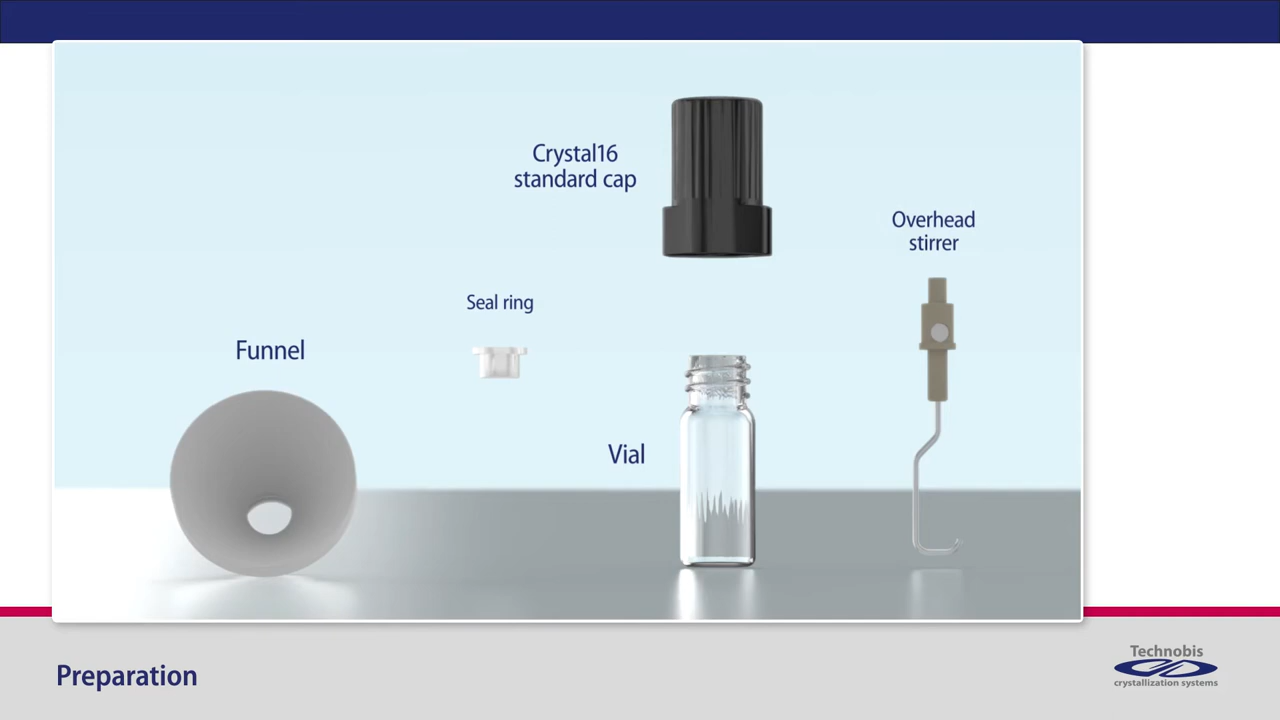 Crystal16
standard cap
Overhead
stirrer
Seal ring
Funnel
Vial
Preparation
Technobis
crystallization systems